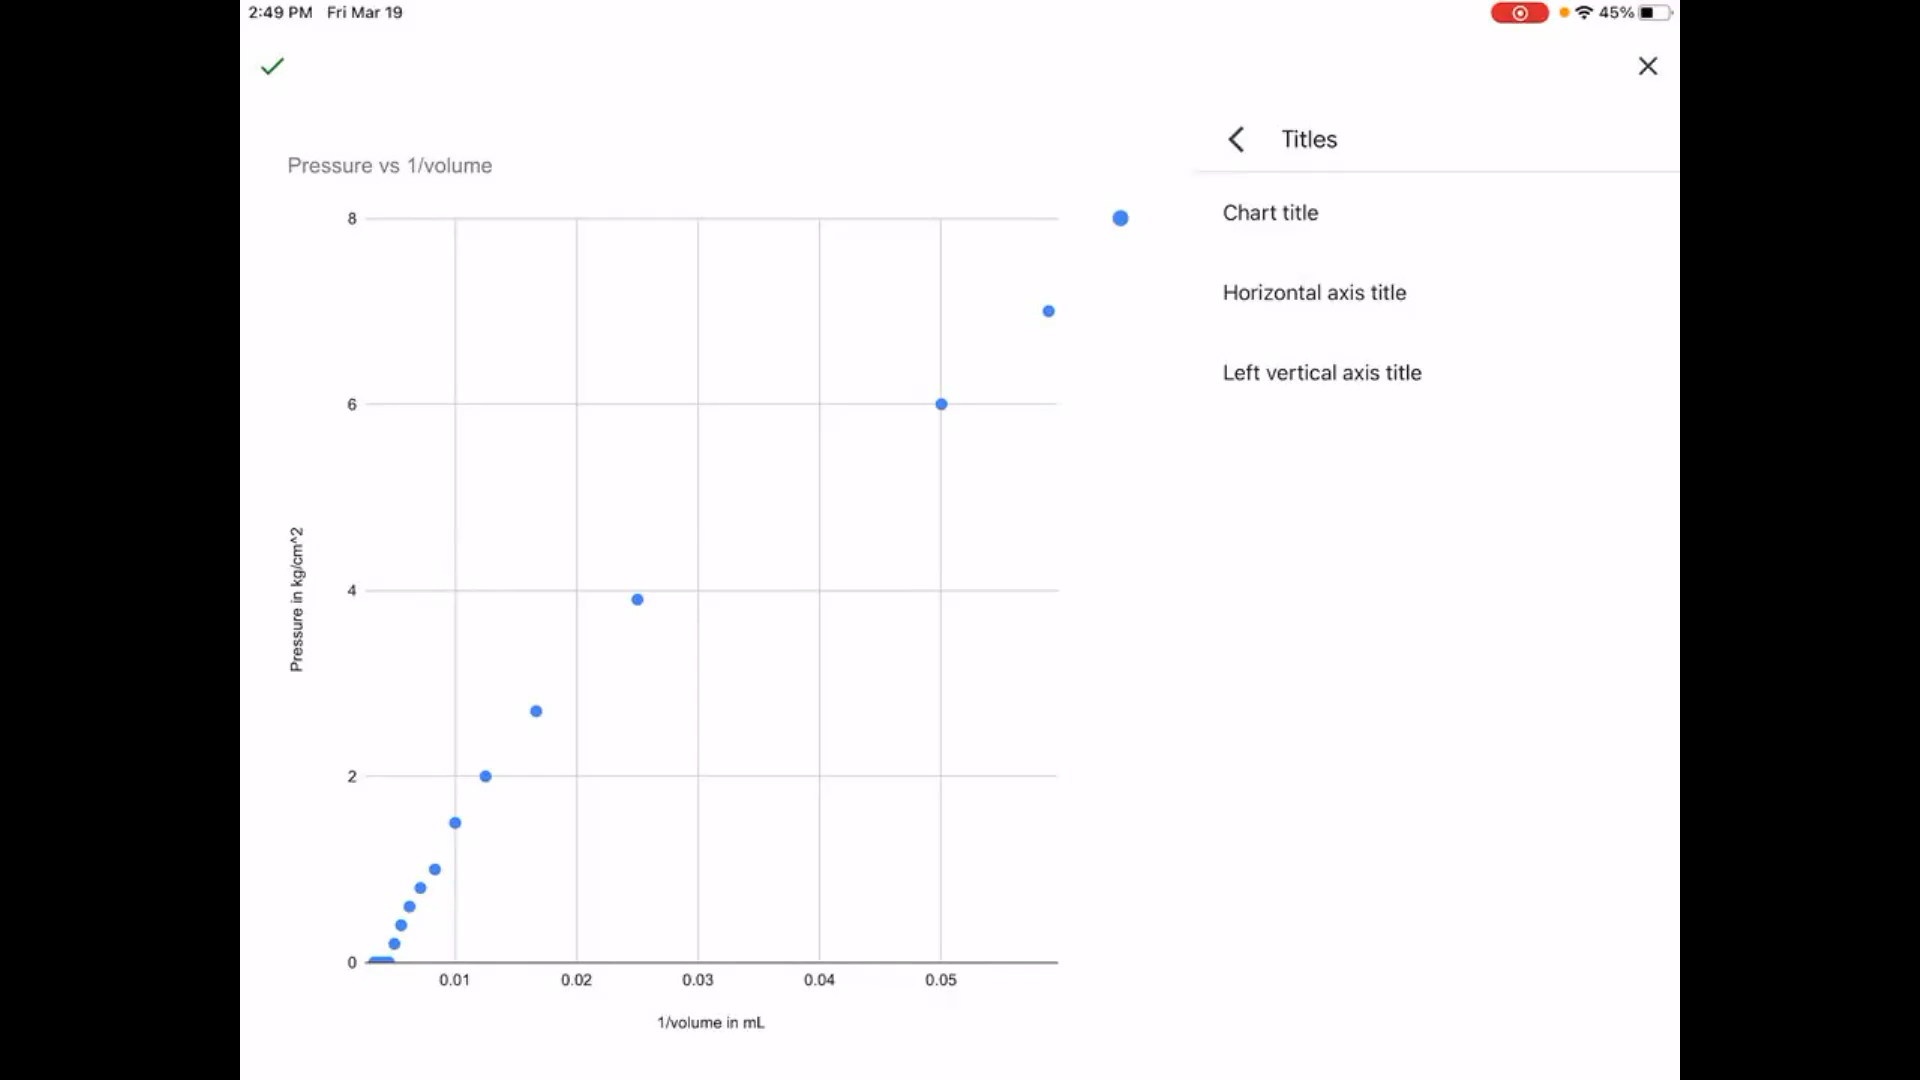 2:49 PM Fri Mar 19
45%
Titles
Pressure vs 1/volume
Chart title
Horizontal axis title
Left vertical axis title
8
6
4
2
0
Pressure in kg/cm^2
0.01 0.02 0.03 0.04 0.05
1/volume in mL